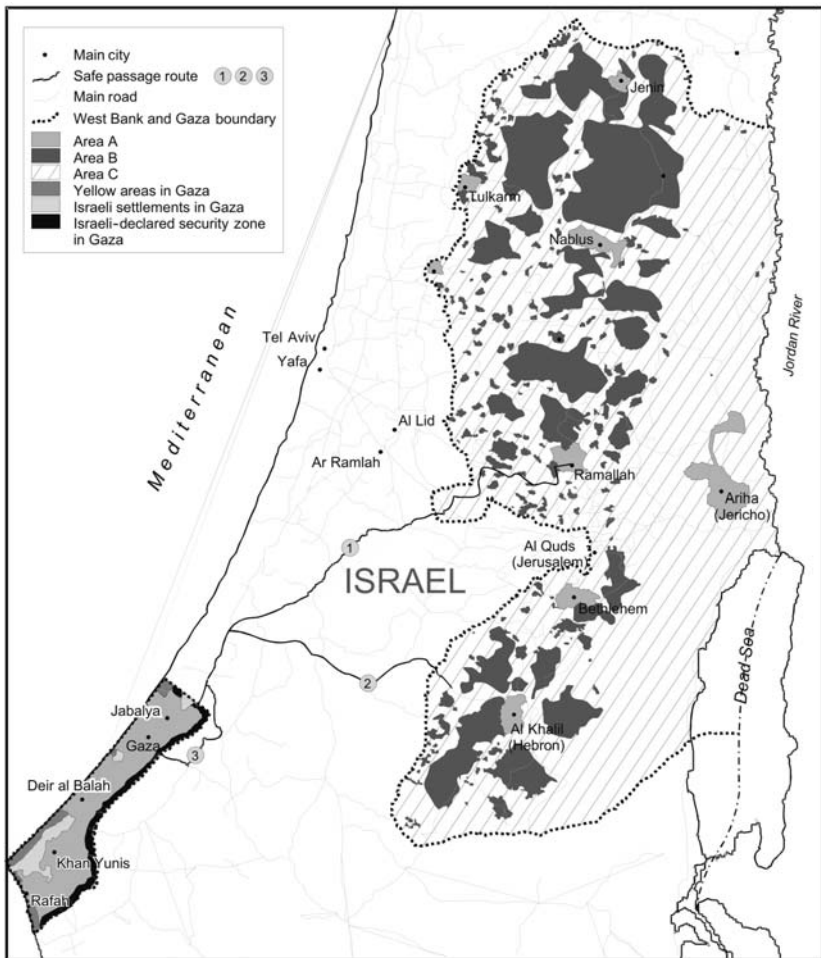 Main city
Safe passage route 1 2 3
Main road
West Bank and Gaza boundary
Area A
Area B
Area C
Yellow areas in Gaza
Israeli settlements in Gaza
Israeli-declared security zone
in Gaza
Jenin
Tulkarm
Nablus
Mediterranean
Tel Aviv
Yafa
Jordan River
Al Lid
Ar Ramlah
Ramallah
Ariha
(Jericho)
1
Al Quds
(Jerusalem)
ISRAEL
Bethlehem
Dead Sea
2
Jabalya
Gaza
Al Khalil
(Hebron)
3
Deir al Balah
Khan Yunis
Rafah